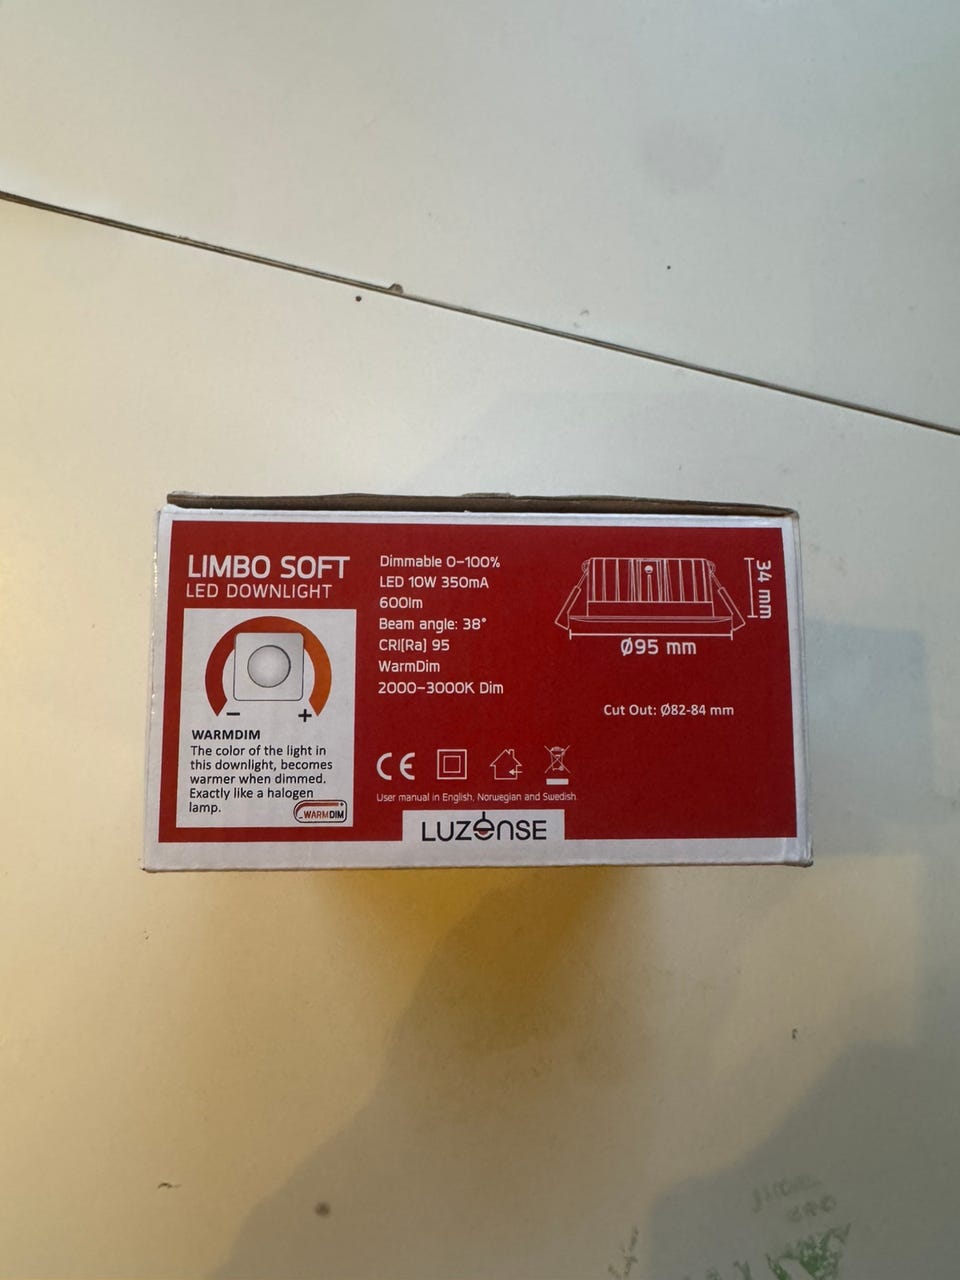 LIMBO SOFT
LED DOWNLIGHT
WARMDIM
The color of the light in
this downlight, becomes
warmer when dimmed.
Exactly like a halogen
lamp.
- +
WARMDIM
Dimmable 0-100%
LED 10W 350mA
600lm
Beam angle: 38°
CRI[Ra] 95
WarmDim
2000-3000K Dim
34 mm
Ø95 mm
Cut Out: Ø82-84 mm
CE
User manual in English, Norwegian and Swedish.
LUZENSE